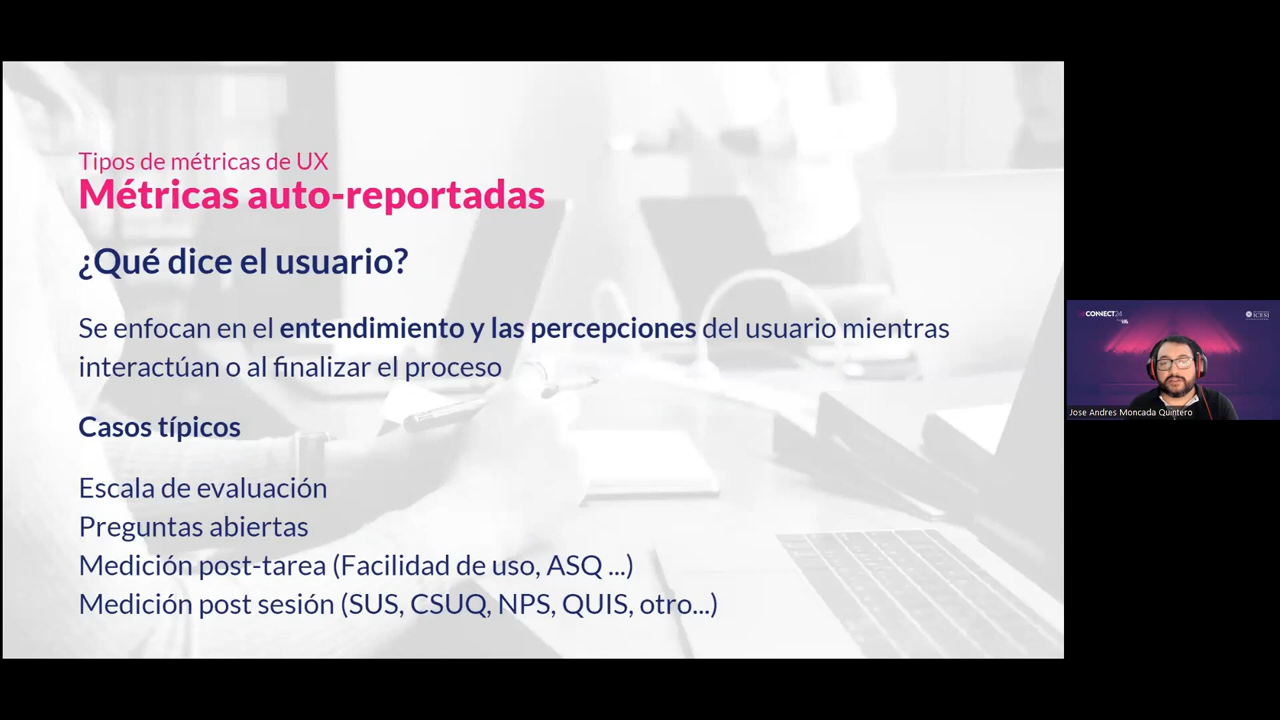 Tipos de métricas de UX
Métricas auto-reportadas
¿Qué dice el usuario?
Se enfocan en el entendimiento y las percepciones del usuario mientras
interactúan o al finalizar el proceso
Casos típicos
Escala de evaluación
Preguntas abiertas
Medición post-tarea (Facilidad de uso, ASQ ...)
Medición post sesión (SUS, CSUQ, NPS, QUIS, otro...)
CONNECT24
ICESI
Jose Andres Moncada Quintero